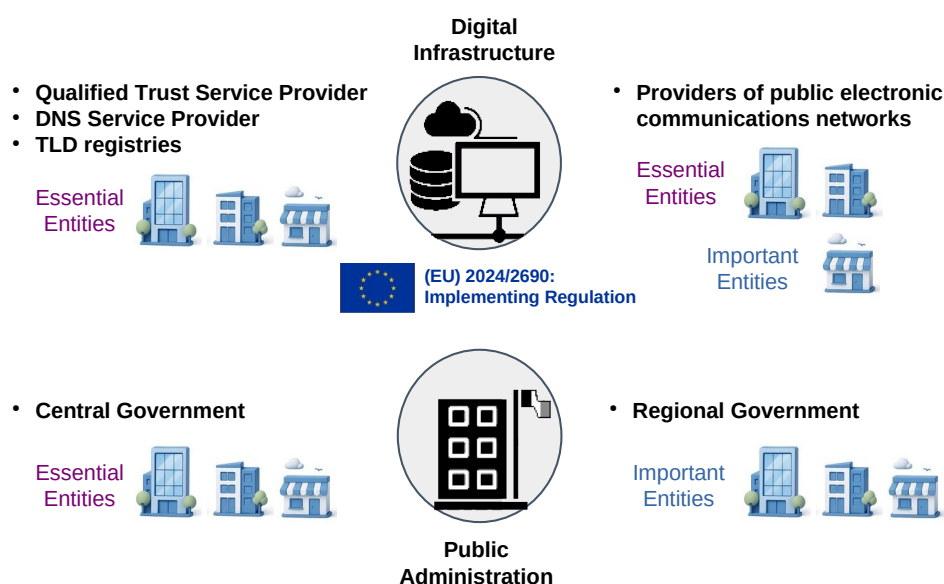 Digital
Infrastructure
• Qualified Trust Service Provider
• DNS Service Provider
• TLD registries
Essential
Entities
• Providers of public electronic
communications networks
Essential
Entities
Important
Entities
(EU) 2024/2690:
Implementing Regulation
• Central Government
Essential
Entities
• Regional Government
Important
Entities
Public
Administration